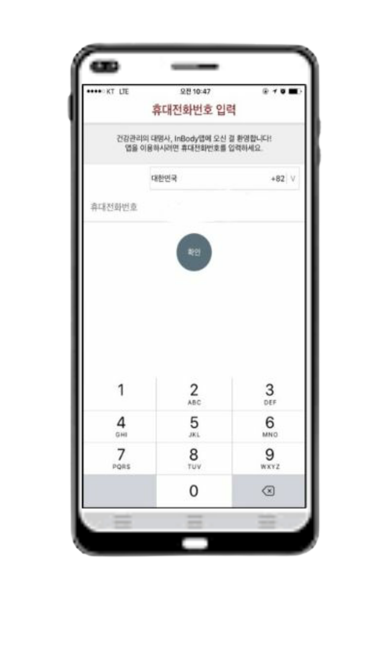 KT LTE 오전 10:47
휴대전화번호 입력
건강관리의 대명사, InBody앱에 오신 걸 환영합니다!
앱을 이용하시려면 휴대전화번호를 입력하세요.
대한민국 +82 V
휴대전화번호
확인
1 2 3
ABC DEF
4 5 6
GHI JKL MNO
7 8 9
PQRS TUV WXYZ
0